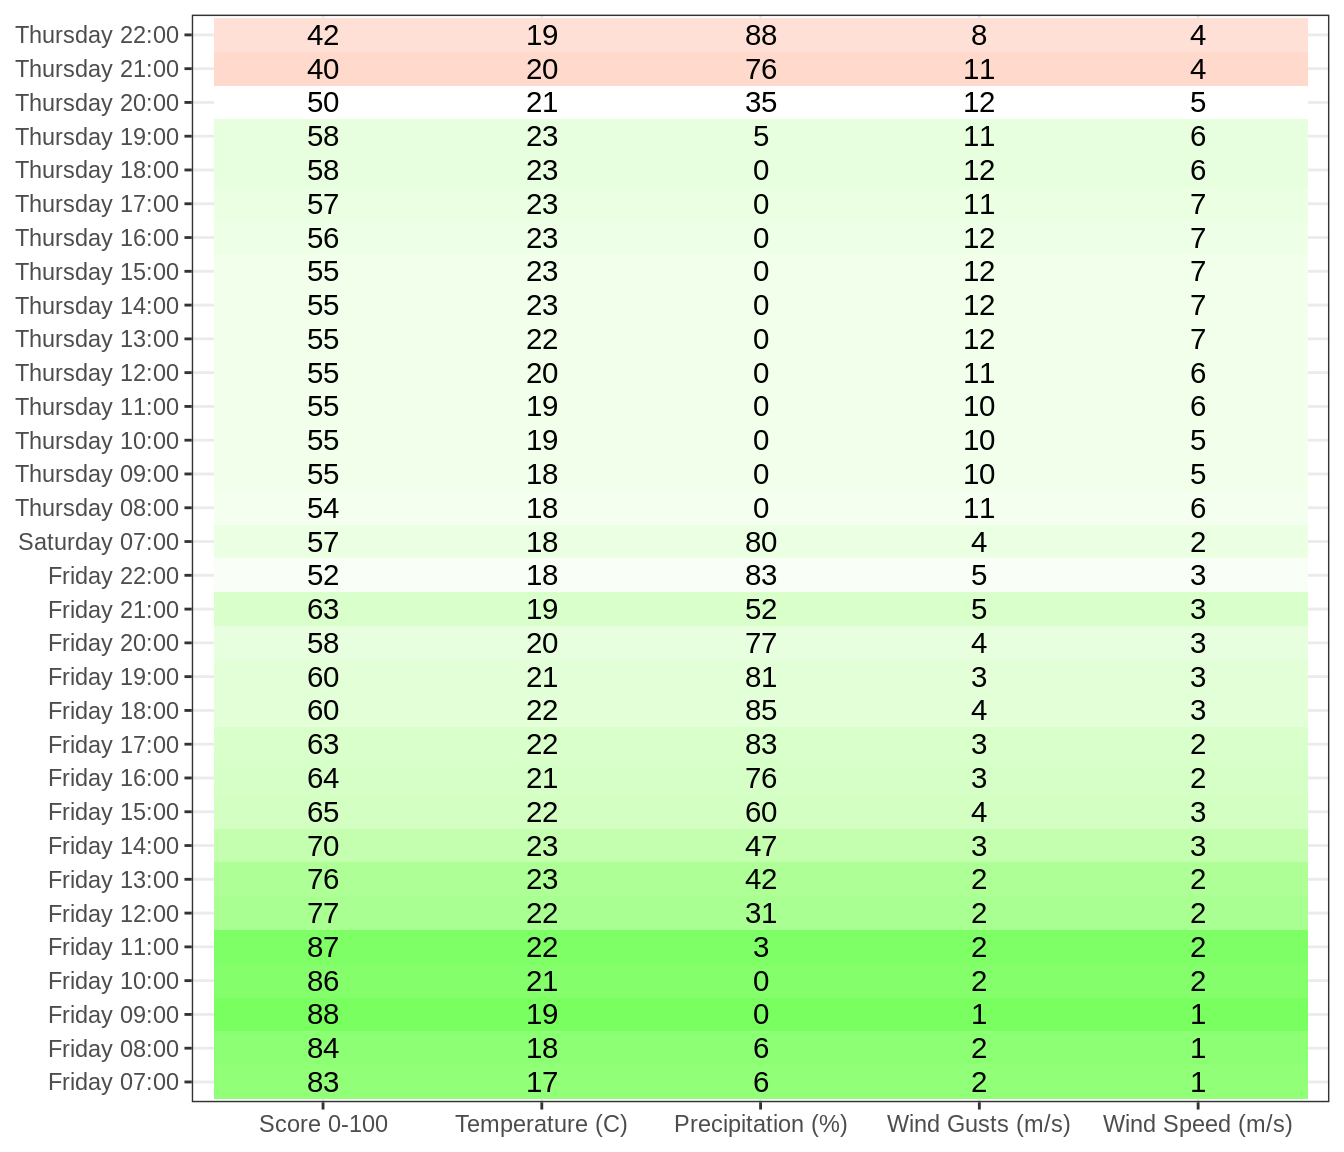 Thursday 22:00 42 19 88 8 4
Thursday 21:00 40 20 76 11 4
Thursday 20:00 50 21 35 12 5
Thursday 19:00 58 23 5 11 6
Thursday 18:00 58 23 0 12 6
Thursday 17:00 57 23 0 11 7
Thursday 16:00 56 23 0 12 7
Thursday 15:00 55 23 0 12 7
Thursday 14:00 55 23 0 12 7
Thursday 13:00 55 22 0 12 7
Thursday 12:00 55 20 0 11 6
Thursday 11:00 55 19 0 10 6
Thursday 10:00 55 19 0 10 5
Thursday 09:00 55 18 0 10 5
Thursday 08:00 54 18 0 11 6
Saturday 07:00 57 18 80 4 2
Friday 22:00 52 18 83 5 3
Friday 21:00 63 19 52 5 3
Friday 20:00 58 20 77 4 3
Friday 19:00 60 21 81 3 3
Friday 18:00 60 22 85 4 3
Friday 17:00 63 22 83 3 2
Friday 16:00 64 21 76 3 2
Friday 15:00 65 22 60 4 3
Friday 14:00 70 23 47 3 3
Friday 13:00 76 23 42 2 2
Friday 12:00 77 22 31 2 2
Friday 11:00 87 22 3 2 2
Friday 10:00 86 21 0 2 2
Friday 09:00 88 19 0 1 1
Friday 08:00 84 18 6 2 1
Friday 07:00 83 17 6 2 1
Score 0-100 Temperature (C) Precipitation (%) Wind Gusts (m/s) Wind Speed (m/s)